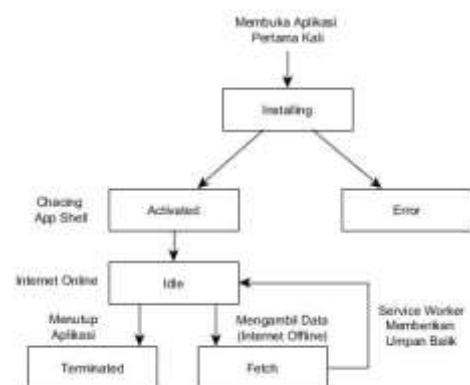 Membuka Aplikasi
Pertama Kali
Installing
Chacing
App Shell
Activated
Error
Internet Online
Idle
Menutup
Aplikasi
Mengambil Data
(Internet Offline)
Service Worker
Memberikan
Umpan Balik
Terminated
Fetch